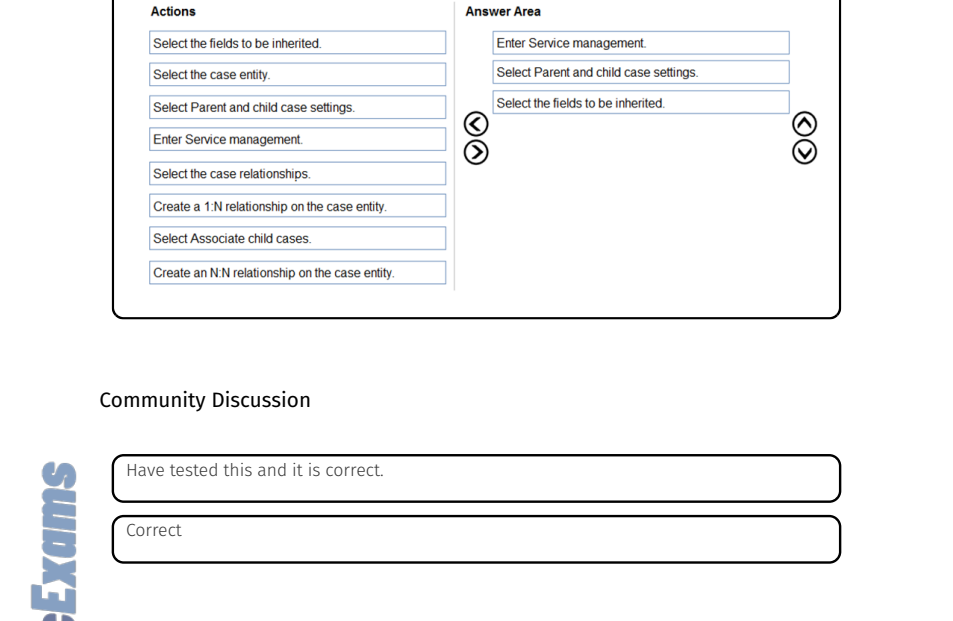 Actions
Select the fields to be inherited.
Select the case entity.
Select Parent and child case settings.
Enter Service management.
Select the case relationships.
Create a 1:N relationship on the case entity.
Select Associate child cases.
Create an N:N relationship on the case entity.
Answer Area
Enter Service management.
Select Parent and child case settings.
Select the fields to be inherited.
Community Discussion
Have tested this and it is correct.
Correct
Exams